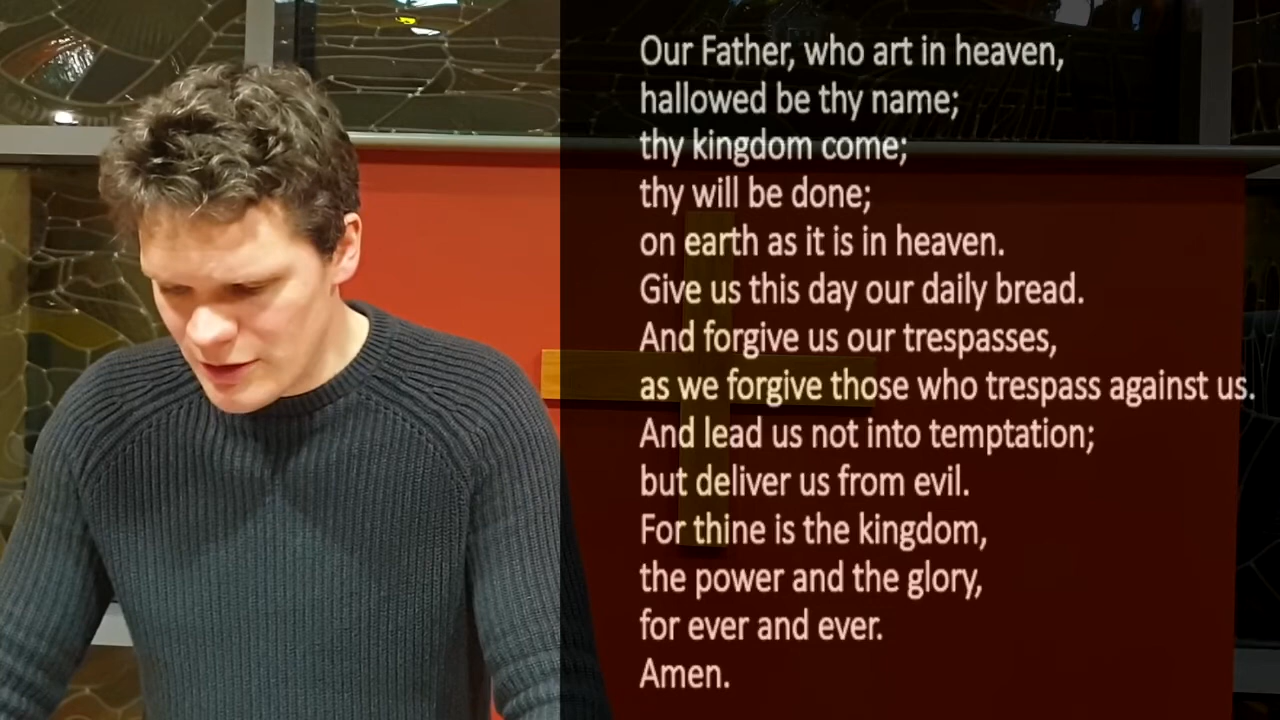 Our Father, who art in heaven,
hallowed be thy name;
thy kingdom come;
thy will be done;
on earth as it is in heaven.
Give us this day our daily bread.
And forgive us our trespasses,
as we forgive those who trespass against us.
And lead us not into temptation;
but deliver us from evil.
For thine is the kingdom,
the power and the glory,
for ever and ever.
Amen.